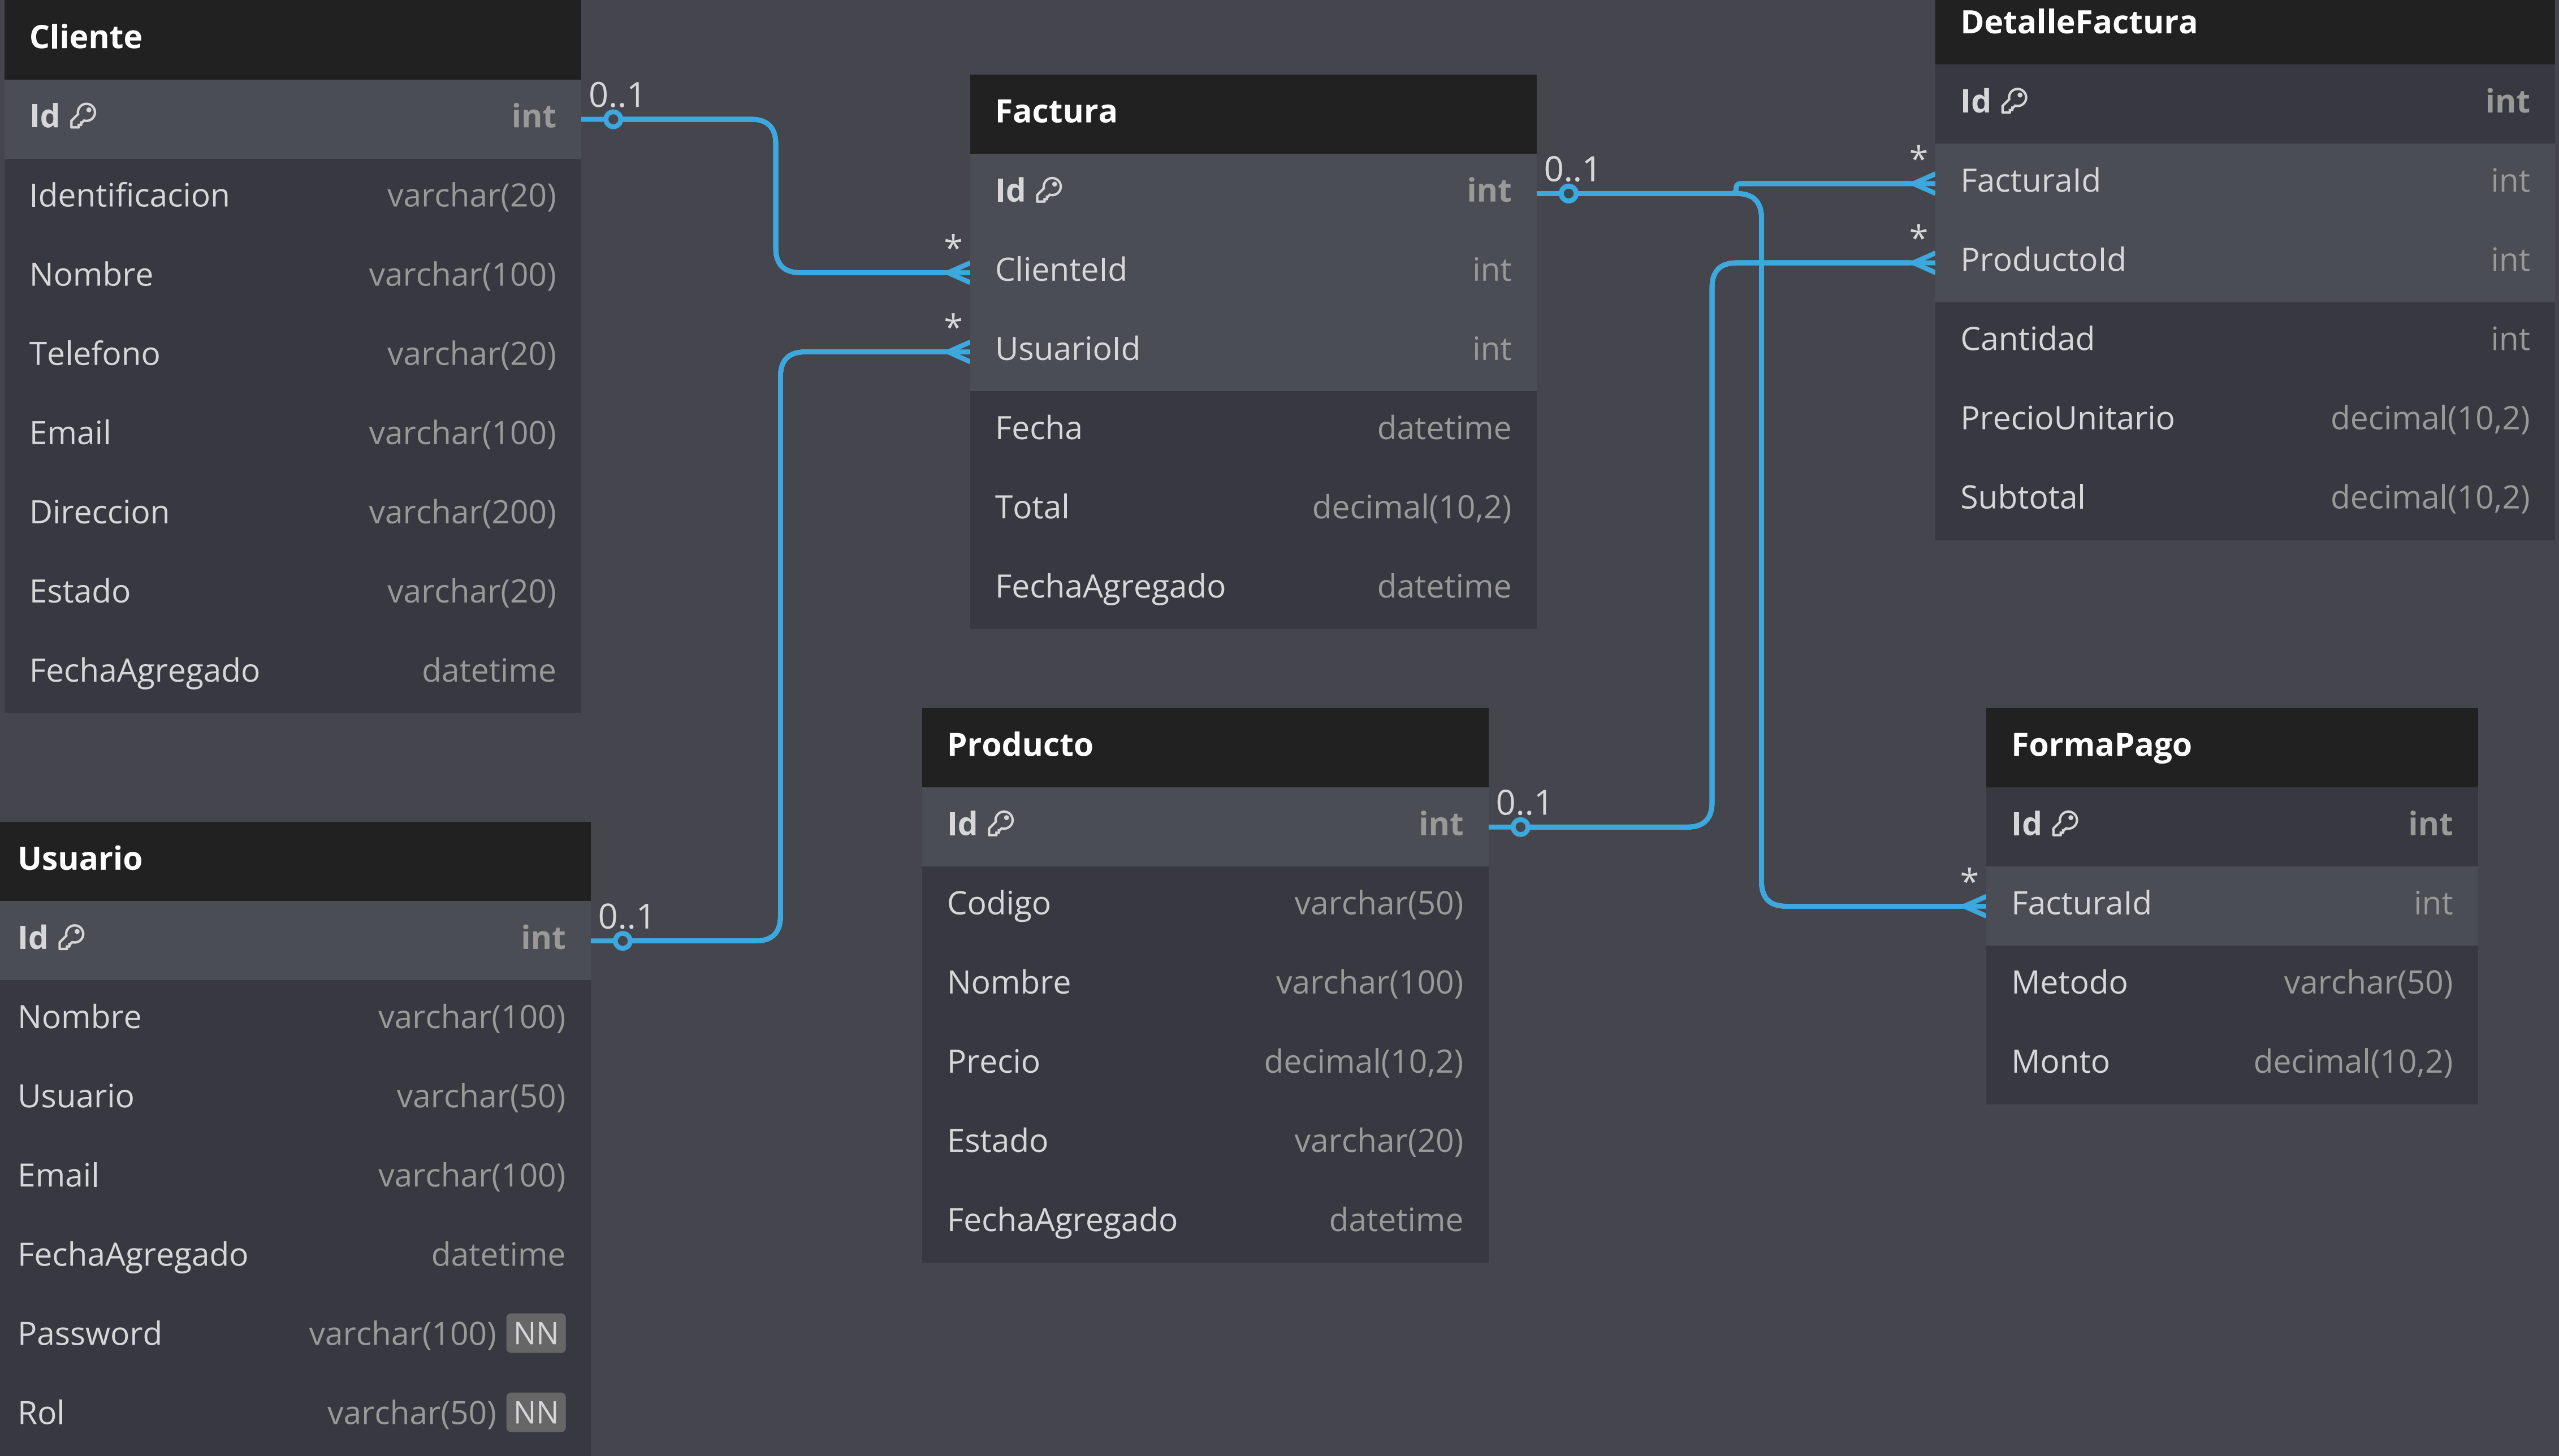 Cliente
Id int
Identificacion varchar(20)
Nombre varchar(100)
Telefono varchar(20)
Email varchar(100)
Direccion varchar(200)
Estado varchar(20)
FechaAgregado datetime
0..1
*
Usuario
Id int
Nombre varchar(100)
Usuario varchar(50)
Email varchar(100)
FechaAgregado datetime
Password varchar(100) NN
Rol varchar(50) NN
0..1
*
Factura
Id int
ClienteId int
UsuarioId int
Fecha datetime
Total decimal(10,2)
FechaAgregado datetime
0..1
*
Producto
Id int
Codigo varchar(50)
Nombre varchar(100)
Precio decimal(10,2)
Estado varchar(20)
FechaAgregado datetime
0..1
*
DetalleFactura
Id int
FacturaId int
ProductoId int
Cantidad int
PrecioUnitario decimal(10,2)
Subtotal decimal(10,2)
*
FormaPago
Id int
FacturaId int
Metodo varchar(50)
Monto decimal(10,2)